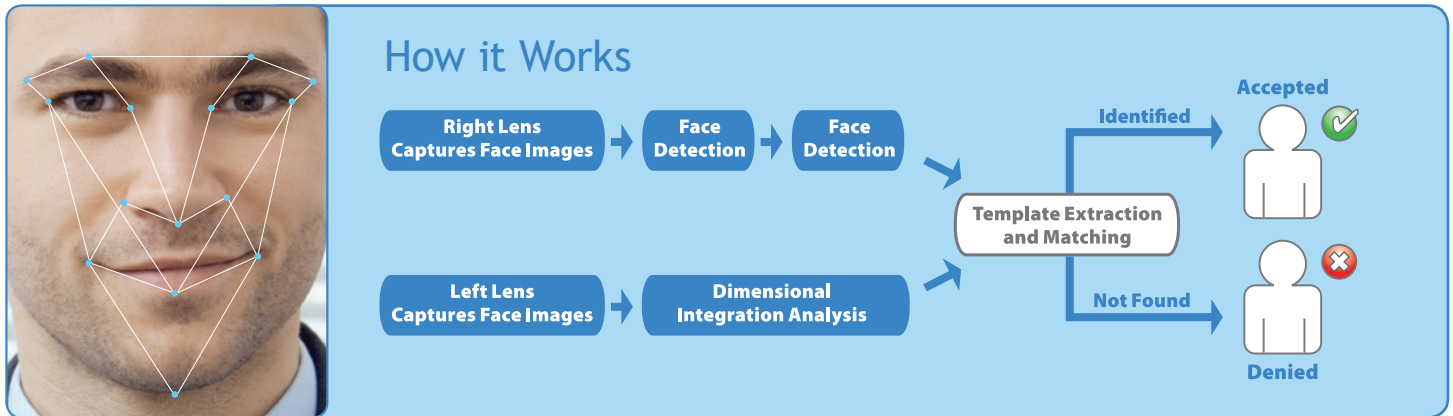 How it Works
Right Lens
Captures Face Images
Face
Detection
Face
Detection
Left Lens
Captures Face Images
Dimensional
Integration Analysis
Template Extraction
and Matching
Identified
Accepted
Not Found
Denied